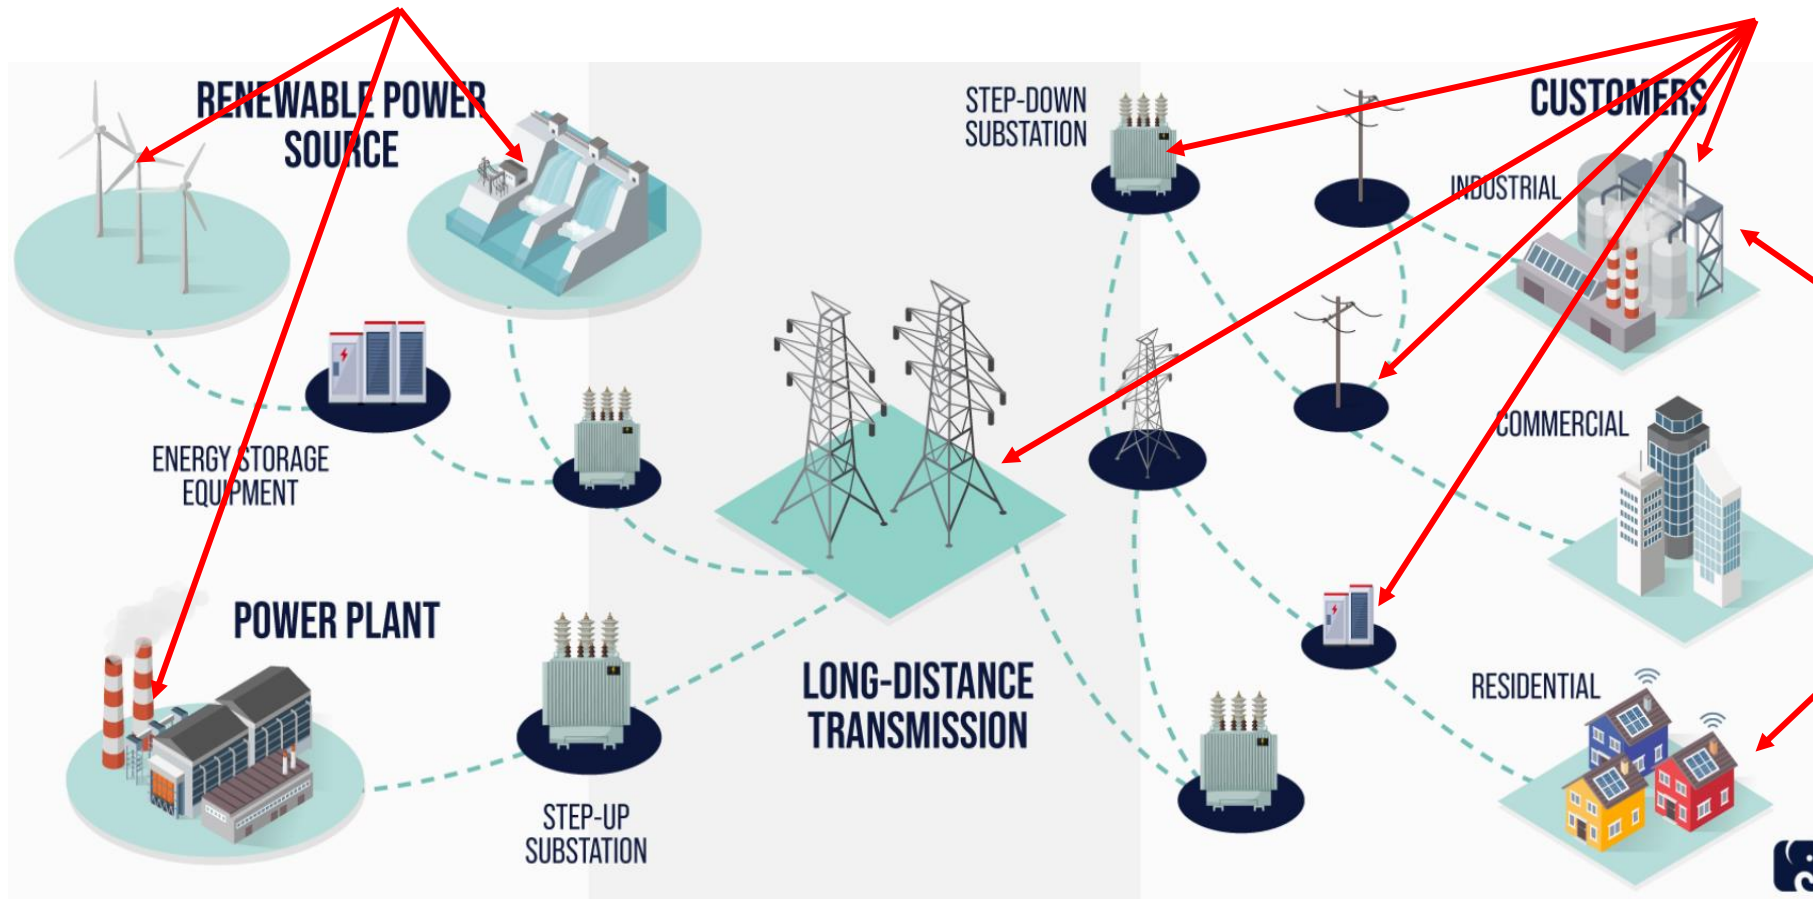 RENEWABLE POWER
SOURCE
ENERGY STORAGE
EQUIPMENT
POWER PLANT
STEP-UP
SUBSTATION
LONG-DISTANCE
TRANSMISSION
STEP-DOWN
SUBSTATION
CUSTOMERS
INDUSTRIAL
COMMERCIAL
RESIDENTIAL